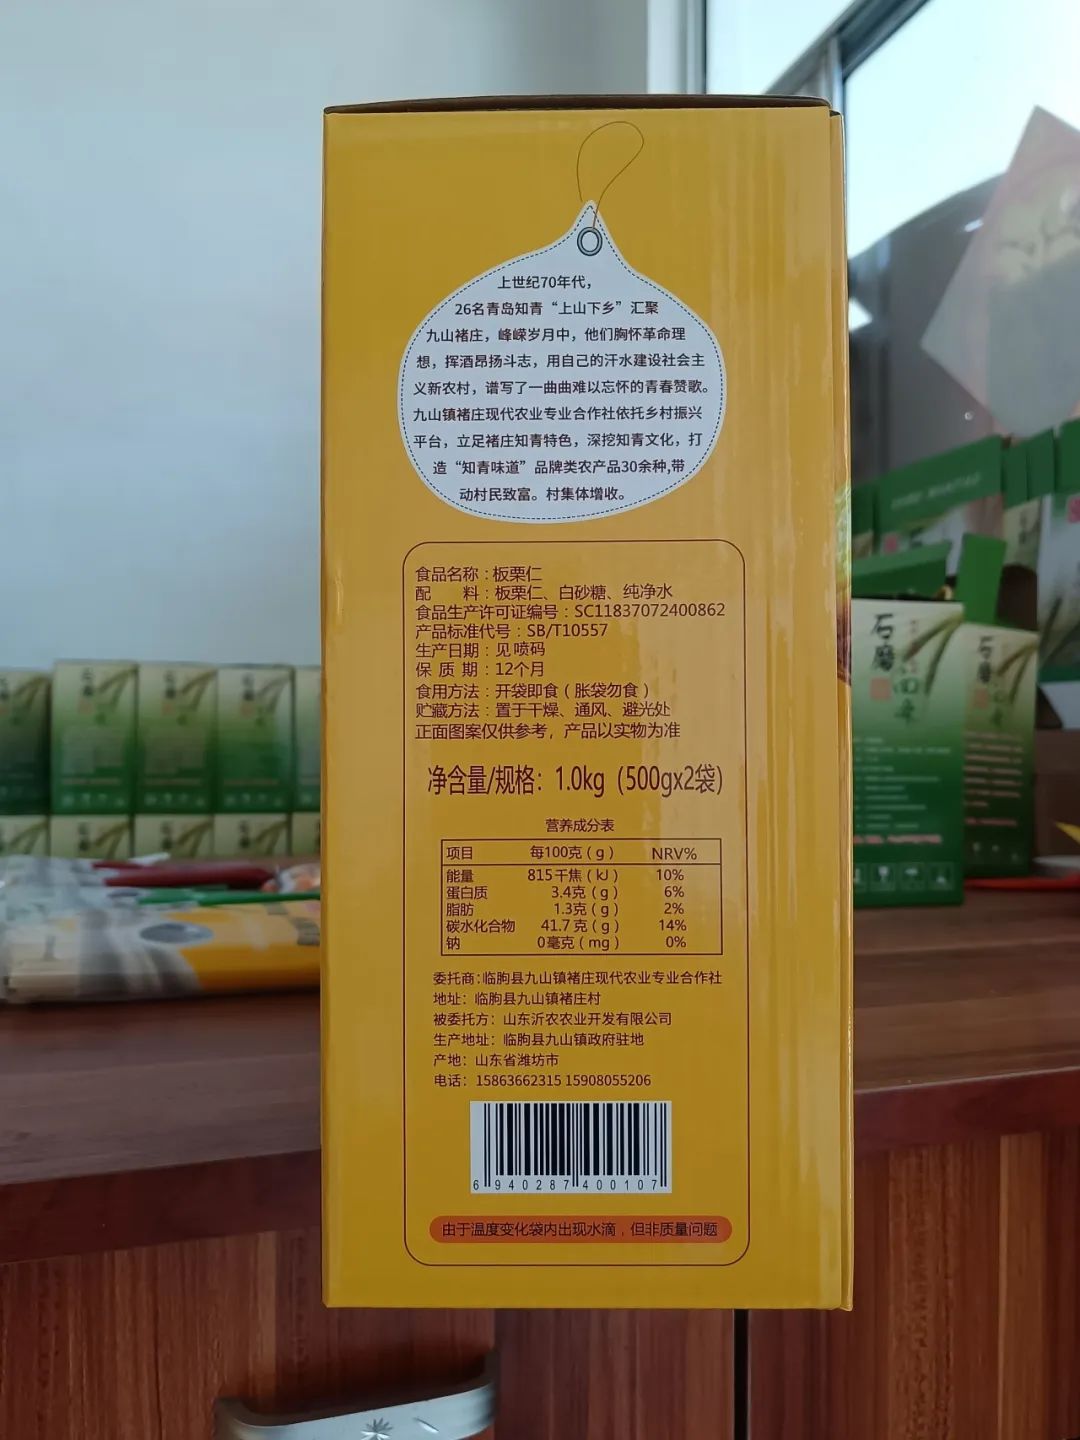 上世纪70年代，
26名青岛知青“上山下乡”汇聚
九山褚庄，峰嵘岁月中，他们胸怀革命理
想，挥酒昂扬斗志，用自己的汗水建设社会主
义新农村，谱写了一曲曲难以忘怀的青春赞歌。
九山镇褚庄现代农业专业合作社依托乡村振兴
平台，立足褚庄知青特色，深挖知青文化，打
造“知青味道”品牌类农产品30余种,带
动村民致富。村集体增收。
食品名称：板栗仁
配 料：板栗仁、白砂糖、纯净水
食品生产许可证编号：SC11837072400862
产品标准代号：SB/T10557
生产日期：见喷码
保 质 期：12个月
食用方法：开袋即食（胀袋勿食）
贮藏方法：置于干燥、通风、避光处
正面图案仅供参考，产品以实物为准
净含量/规格：1.0kg（500gx2袋）
营养成分表
项目 每100克（g） NRV%
能量 815千焦（kJ） 10%
蛋白质 3.4克（g） 6%
脂肪 1.3克（g） 2%
碳水化合物 41.7克（g） 14%
钠 0毫克（mg） 0%
委托商：临朐县九山镇褚庄现代农业专业合作社
地址：临朐县九山镇褚庄村
被委托方：山东沂农农业开发有限公司
生产地址：临朐县九山镇政府驻地
产地：山东省潍坊市
电话：15863662315 15908055206
6940287400107
由于温度变化袋内出现水滴，但非质量问题
石磨
石磨